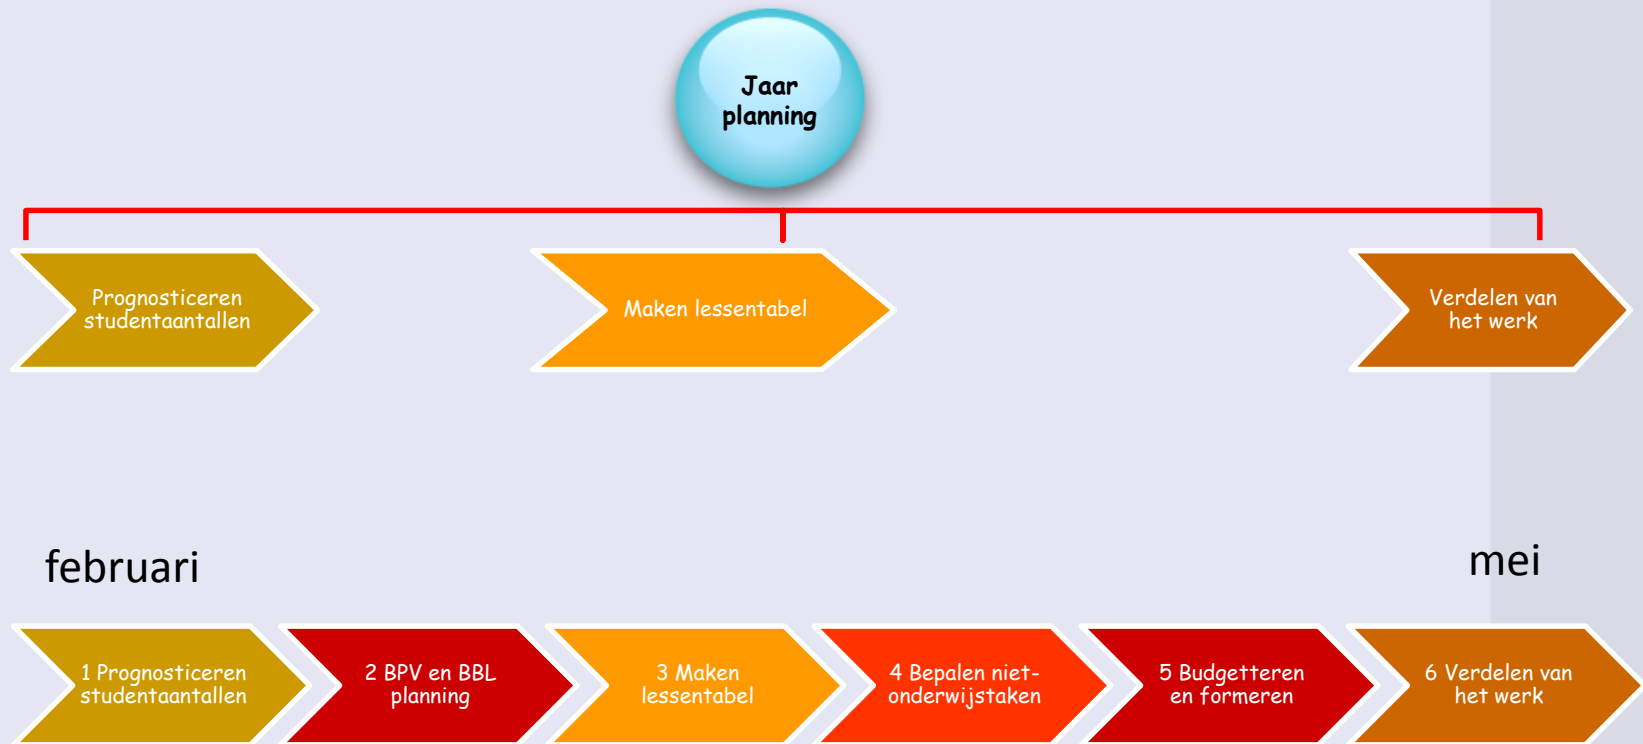 Jaar
planning
Prognosticeren
studentaantallen
Maken lessentabel
Verdelen van
het werk
februari
mei
1 Prognosticeren
studentaantallen
2 BPV en BBL
planning
3 Maken
lessentabel
4 Bepalen niet-
onderwijstaken
5 Budgetteren
en formeren
6 Verdelen van
het werk